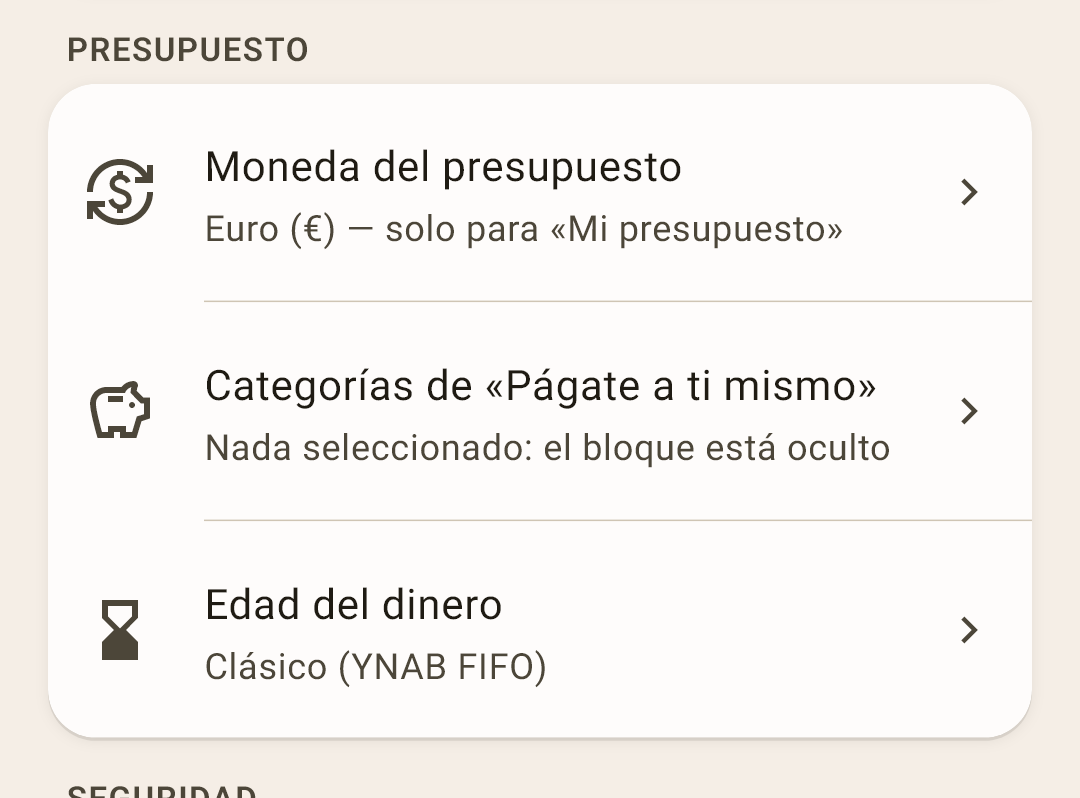 PRESUPUESTO
Moneda del presupuesto
Euro (€) — solo para «Mi presupuesto»
Categorías de «Págate a ti mismo»
Nada seleccionado: el bloque está oculto
Edad del dinero
Clásico (YNAB FIFO)
SEGURIDAD